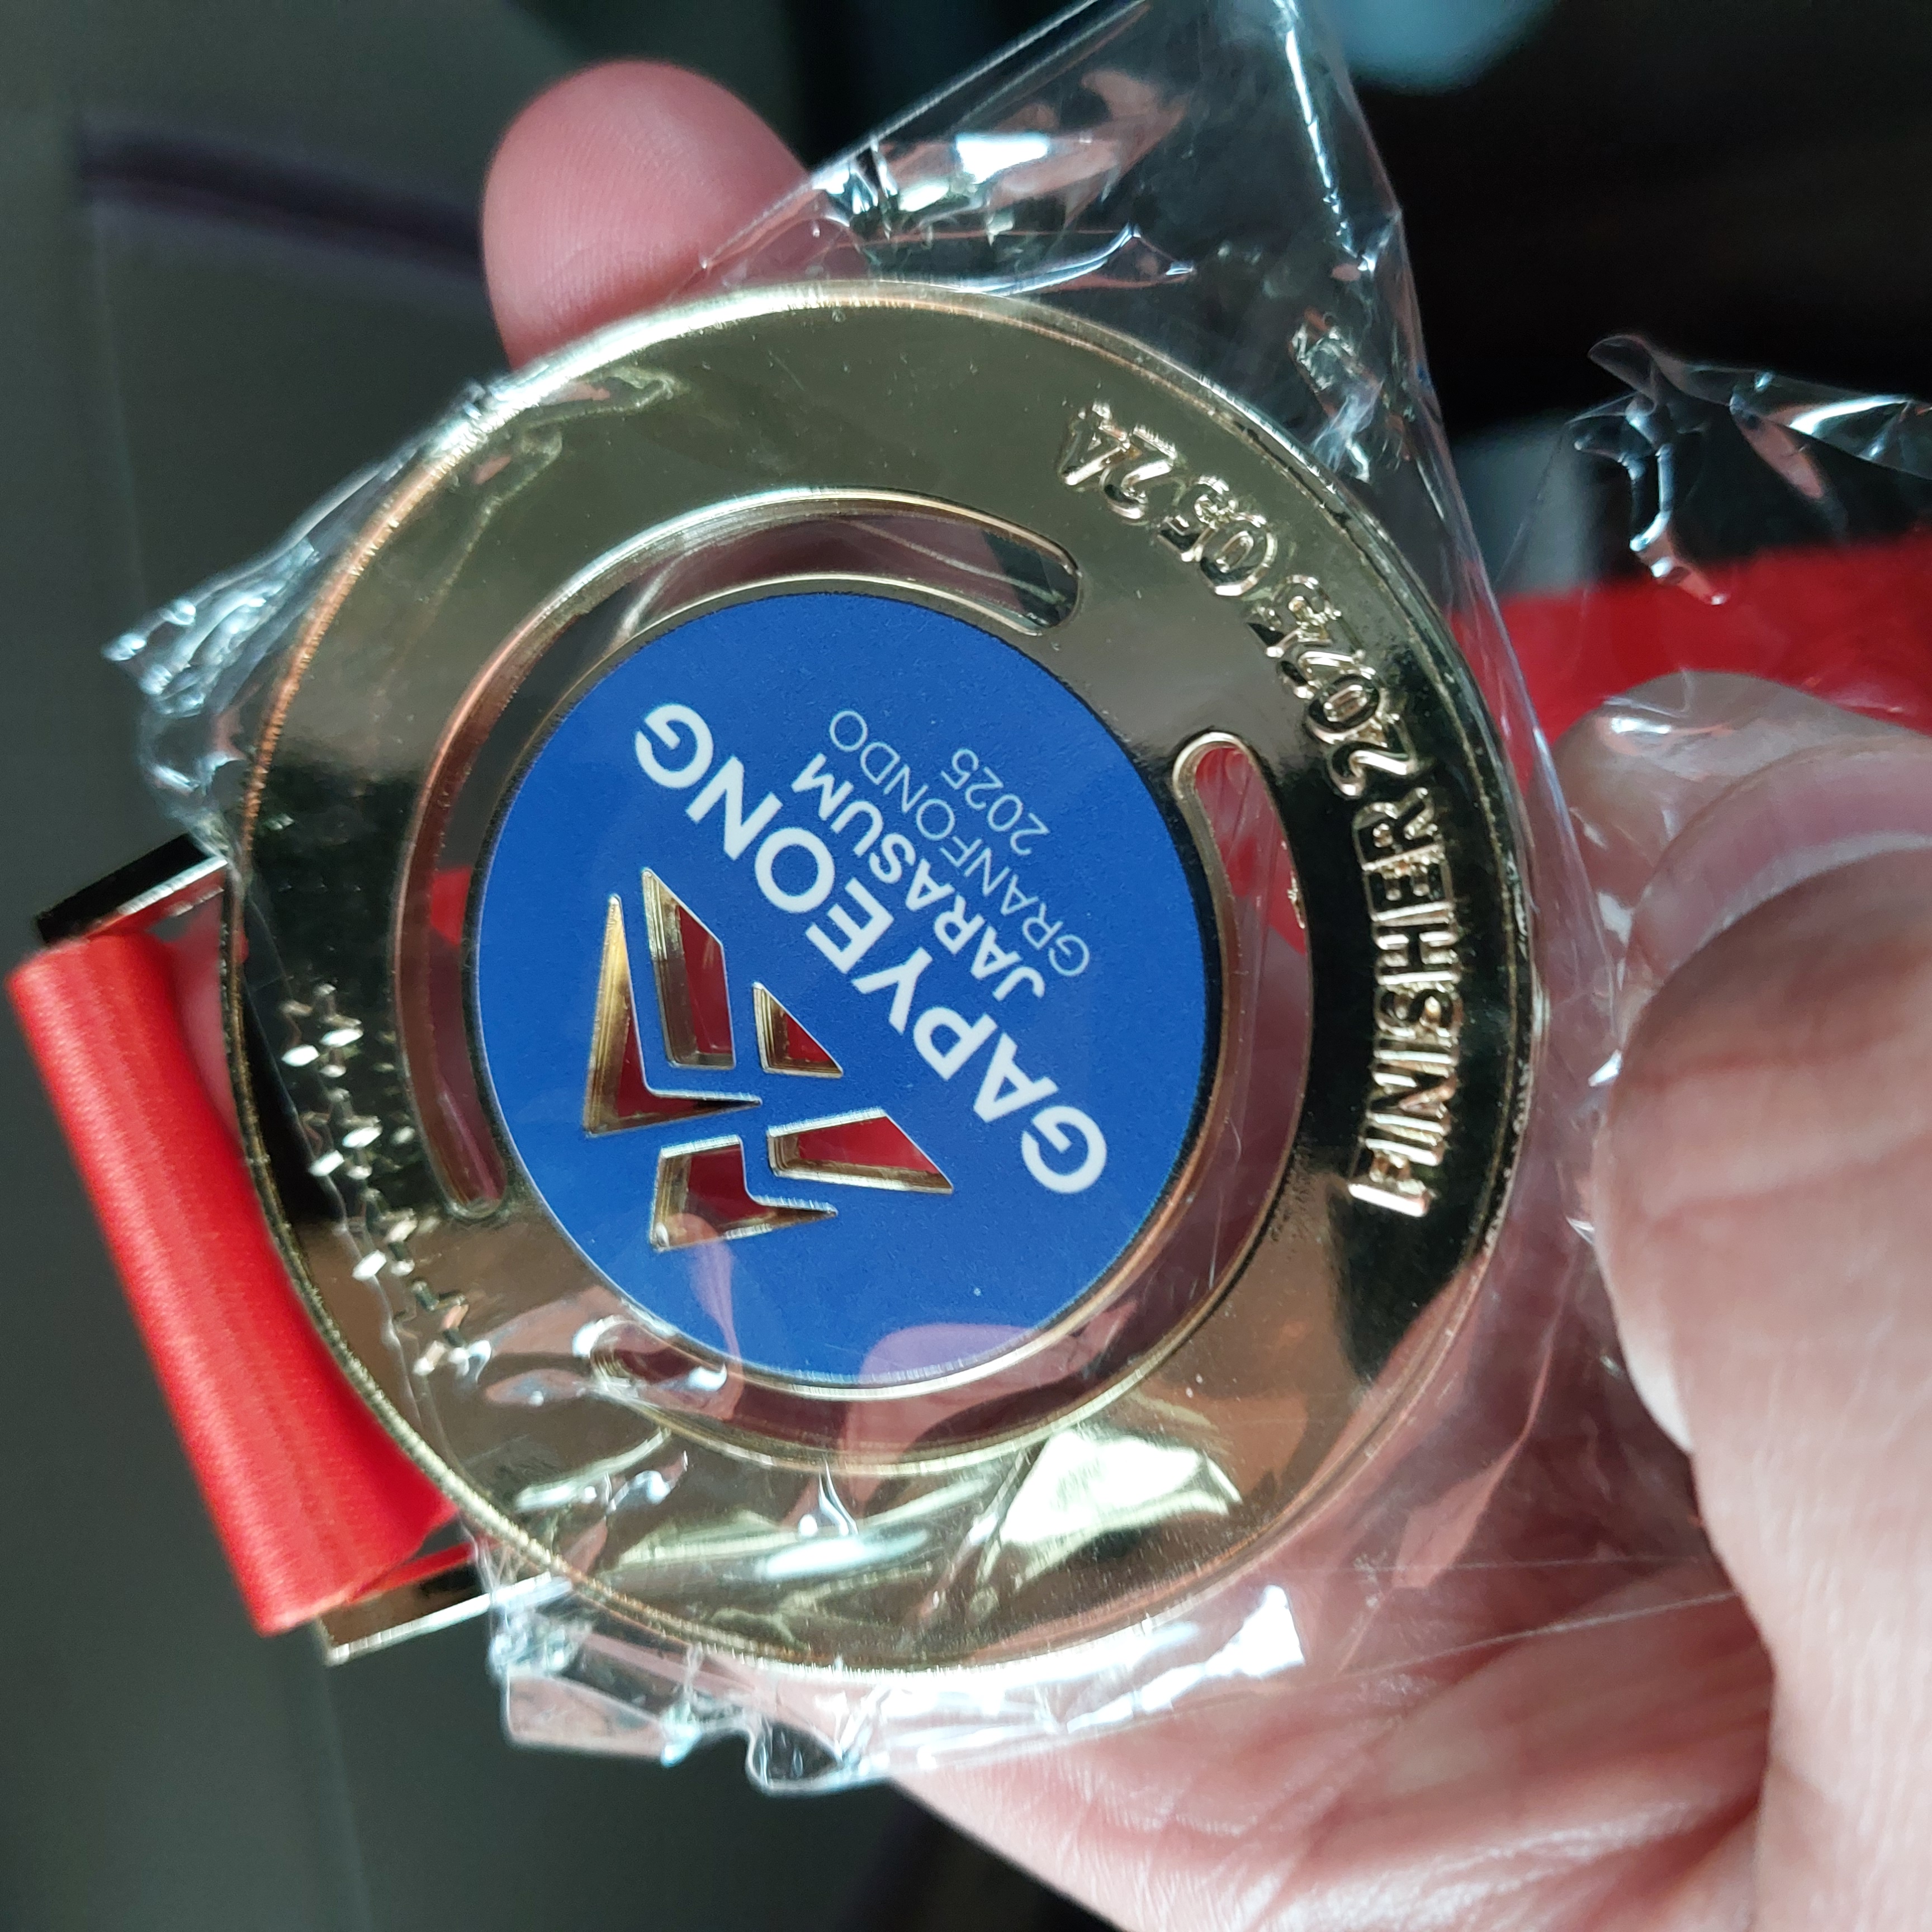 GAPYEONG
JARASUM
GRANFONDO
2025
FINISHER 2025.05.24